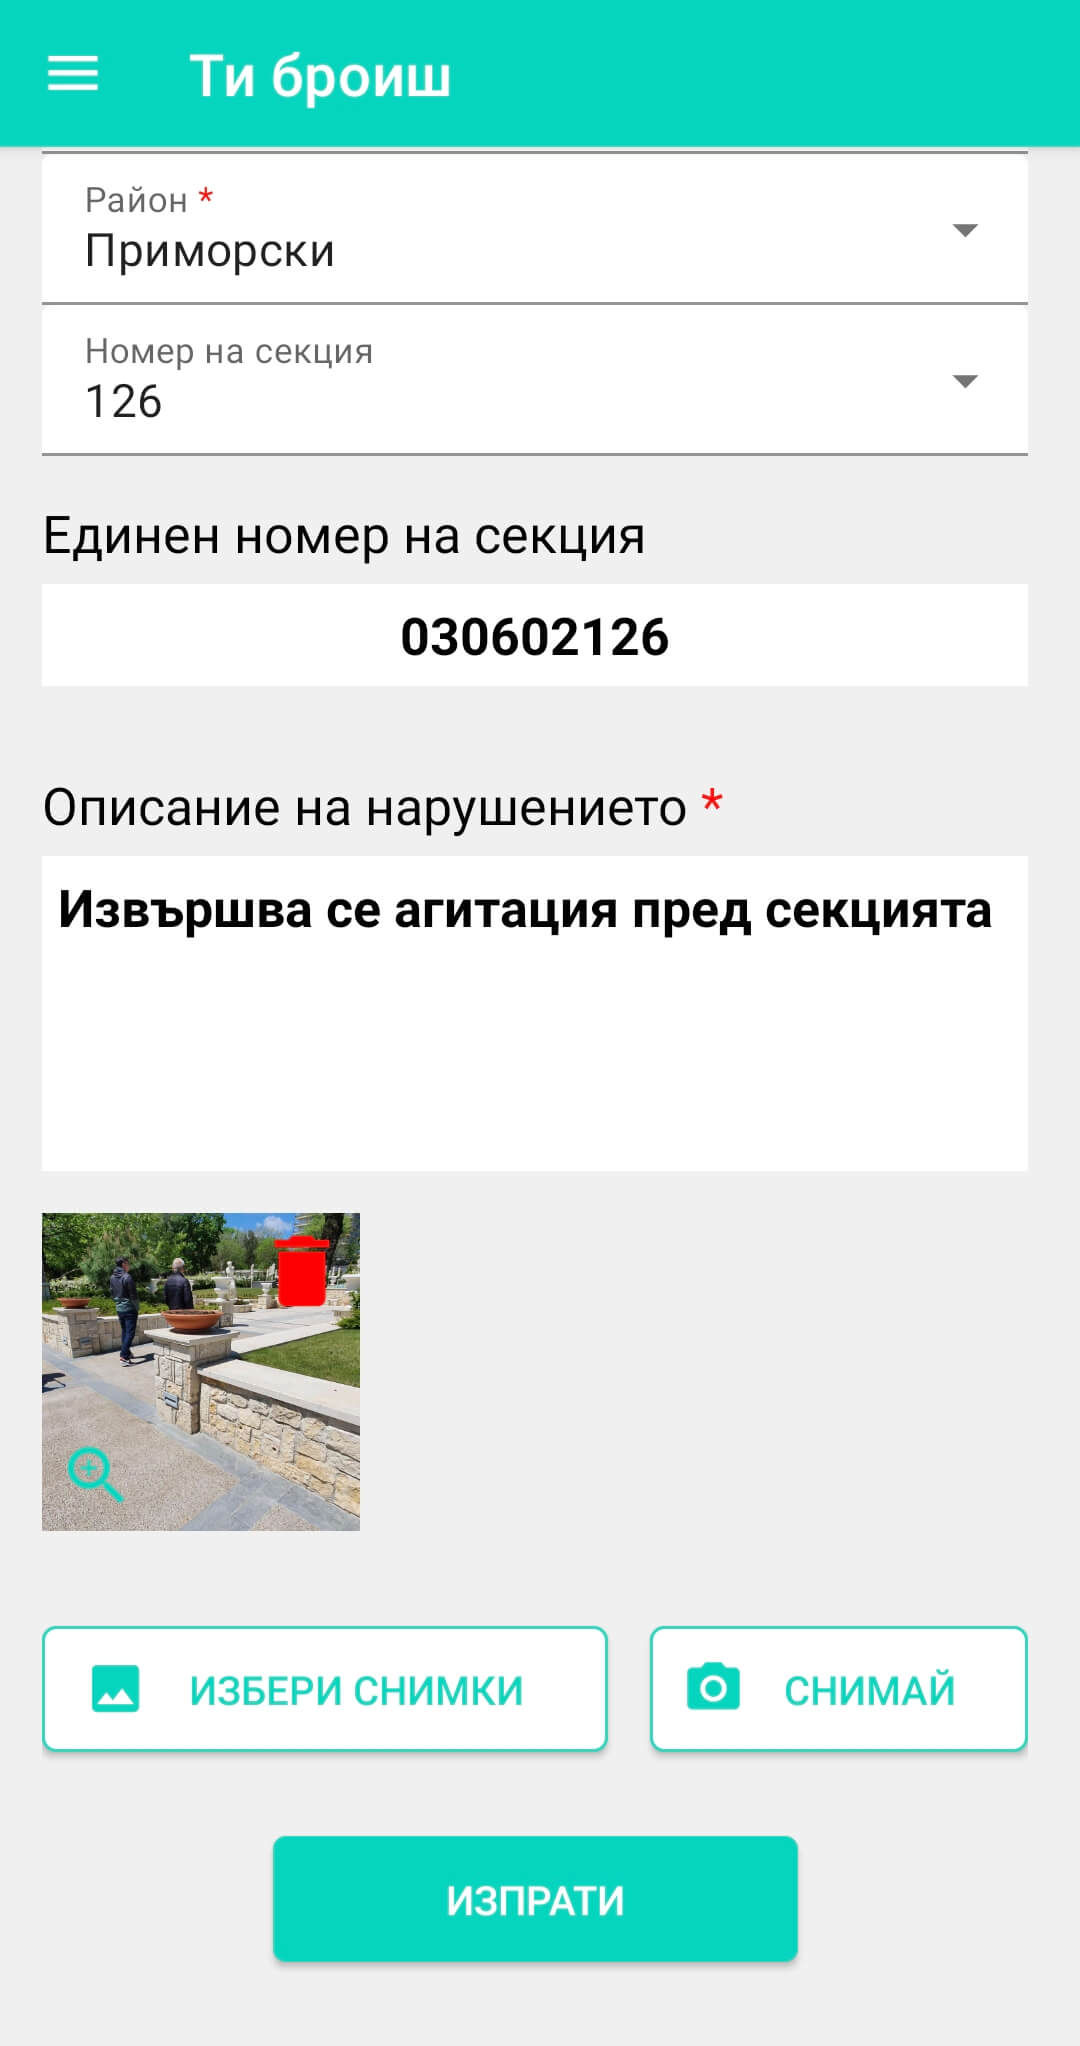 Ти броиш
Район *
Приморски
Номер на секция
126
Единен номер на секция
030602126
Описание на нарушението *
Извършва се агитация пред секцията
ИЗБЕРИ СНИМКИ
СНИМАЙ
ИЗПРАТИ